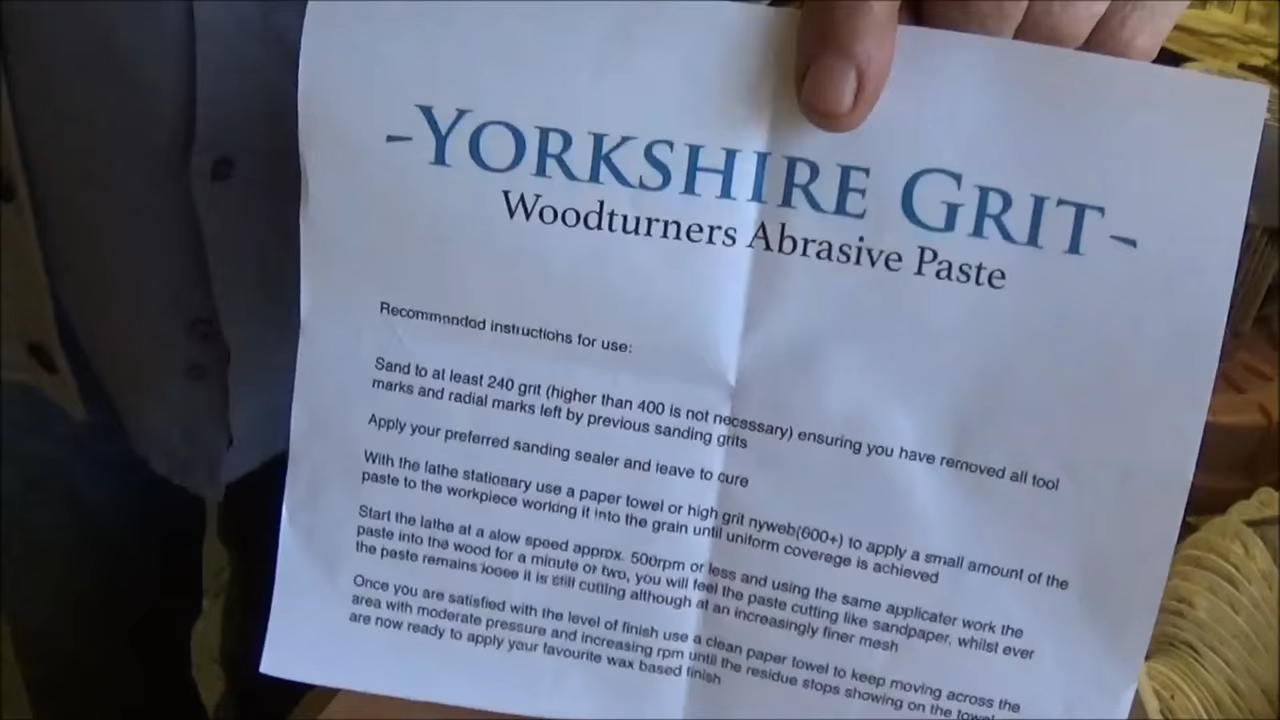 -YORKSHIRE GRIT-
Woodturners Abrasive Paste
Recommended instructions for use:
Sand to al least 240 grit (higher than 400 is not necessary) ensuring you have removed all tool
marks and radial marks left by previous sanding grits
Apply your preferred sanding sealer and leave to cure
With the lathe stationary use a paper towel or high grit nyweb(600+) to apply a small amount of the
paste to the workpiece working it into the grain until uniform coverege is achieved
Start the lathe at a slow speed approx. 500rpm or less and using the same applicater work the
paste into the wood for a minute or two, you will feel the paste cutting like sandpaper, whilst ever
the paste remains loose it is still cutting although at an increasingly finer mesh
Once you are satisfied with the level of finish use a clean paper towel to keep moving across the
area with moderate pressure and increasing rpm until the residue stops showing on the towel
are now ready to apply your favourite wax based finish